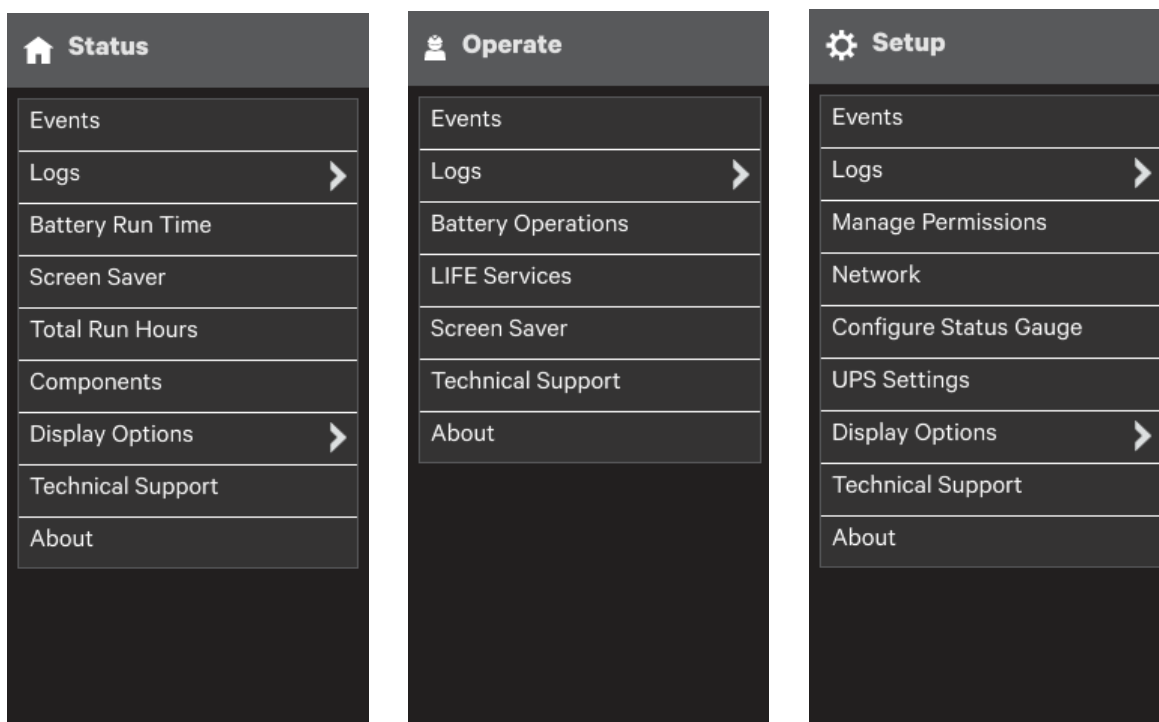 Status
Events
Logs
Battery Run Time
Screen Saver
Total Run Hours
Components
Display Options
Technical Support
About
Operate
Events
Logs
Battery Operations
LIFE Services
Screen Saver
Technical Support
About
Setup
Events
Logs
Manage Permissions
Network
Configure Status Gauge
UPS Settings
Display Options
Technical Support
About